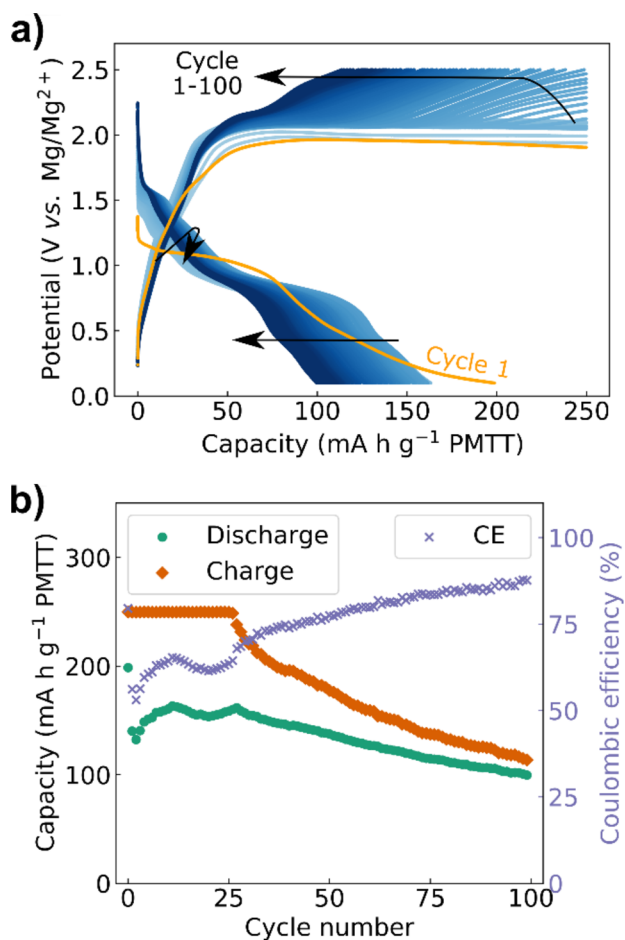 a)
2.5
2.0
1.5
1.0
0.5
0.0
Potential (V vs. Mg/Mg²⁺)
Cycle
1-100
Cycle 1
0
50
100
150
200
250
Capacity (mA h g⁻¹ PMTT)
b)
300
200
100
0
Capacity (mA h g⁻¹ PMTT)
Discharge
Charge
CE
100
75
50
25
0
Coulombic efficiency (%)
0
25
50
75
100
Cycle number